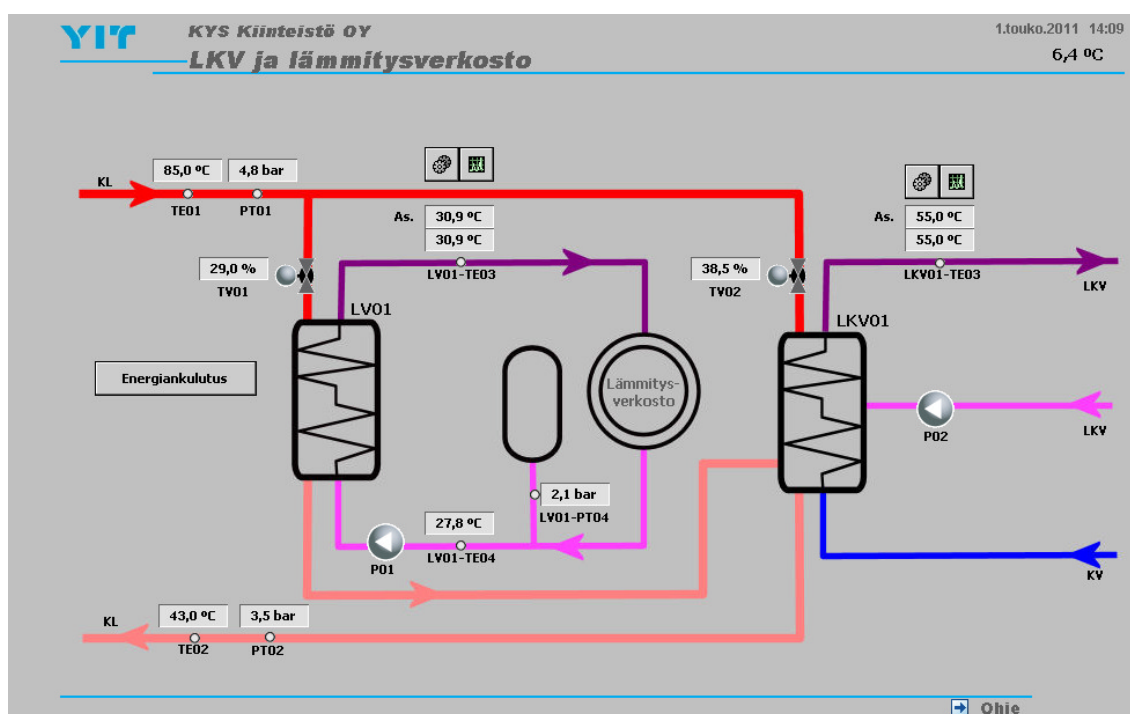 YIT
KYS Kiinteistö OY
1.touko.2011 14:09
LKV ja lämmitysverkosto
6,4 ºC
KL
85,0 ºC
4,8 bar
TE01
PT01
As.
30,9 ºC
30,9 ºC
LV01-TE03
As.
55,0 ºC
55,0 ºC
LKV01-TE03
LKV
29,0 %
TV01
38,5 %
TV02
LV01
LKV01
Energiankulutus
Lämmitys-
verkosto
P02
LKV
2,1 bar
LV01-PT04
27,8 ºC
LV01-TE04
P01
KV
KL
43,0 ºC
3,5 bar
TE02
PT02
Ohje